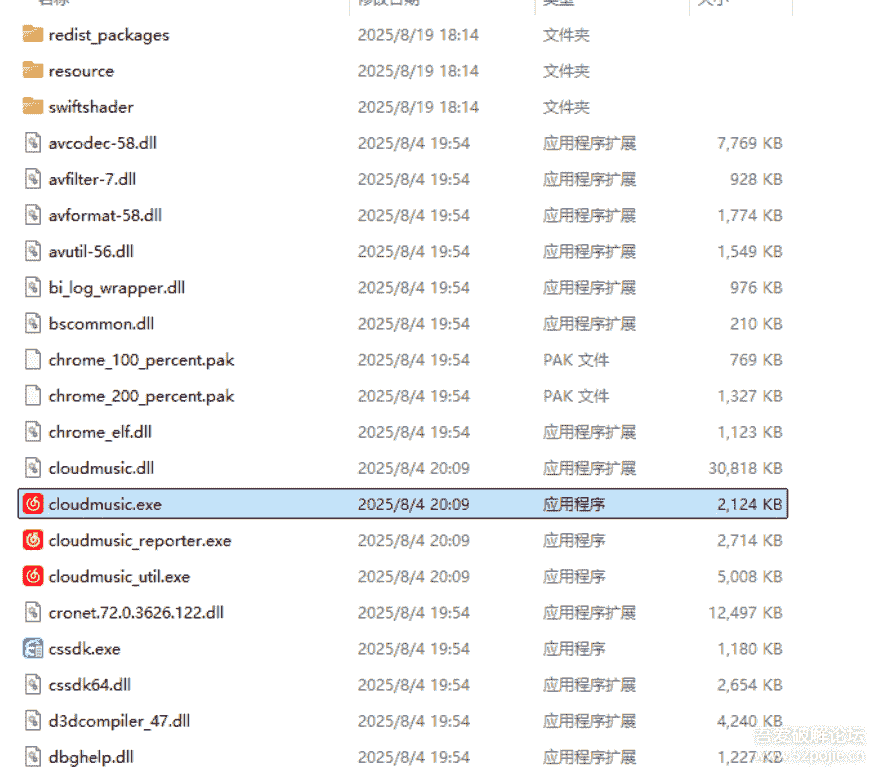 名称 修改日期 类型 大小
redist_packages 2025/8/19 18:14 文件夹
resource 2025/8/19 18:14 文件夹
swiftshader 2025/8/19 18:14 文件夹
avcodec-58.dll 2025/8/4 19:54 应用程序扩展 7,769 KB
avfilter-7.dll 2025/8/4 19:54 应用程序扩展 928 KB
avformat-58.dll 2025/8/4 19:54 应用程序扩展 1,774 KB
avutil-56.dll 2025/8/4 19:54 应用程序扩展 1,549 KB
bi_log_wrapper.dll 2025/8/4 19:54 应用程序扩展 976 KB
bscommon.dll 2025/8/4 19:54 应用程序扩展 210 KB
chrome_100_percent.pak 2025/8/4 19:54 PAK 文件 769 KB
chrome_200_percent.pak 2025/8/4 19:54 PAK 文件 1,327 KB
chrome_elf.dll 2025/8/4 19:54 应用程序扩展 1,123 KB
cloudmusic.dll 2025/8/4 20:09 应用程序扩展 30,818 KB
cloudmusic.exe 2025/8/4 20:09 应用程序 2,124 KB
cloudmusic_reporter.exe 2025/8/4 20:09 应用程序 2,714 KB
cloudmusic_util.exe 2025/8/4 20:09 应用程序 5,008 KB
cronet.72.0.3626.122.dll 2025/8/4 19:54 应用程序扩展 12,497 KB
cssdk.exe 2025/8/4 19:54 应用程序 1,180 KB
cssdk64.dll 2025/8/4 19:54 应用程序扩展 2,654 KB
d3dcompiler_47.dll 2025/8/4 19:54 应用程序扩展 4,240 KB
dbghelp.dll 2025/8/4 19:54 应用程序扩展 1,227 KB
吾爱破解论坛
www.52pojie.cn